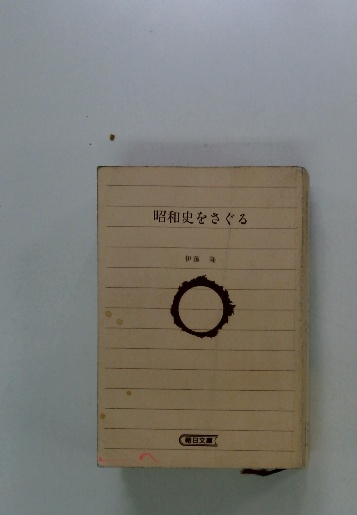 昭和史をさぐる
伊藤 隆
朝日文庫